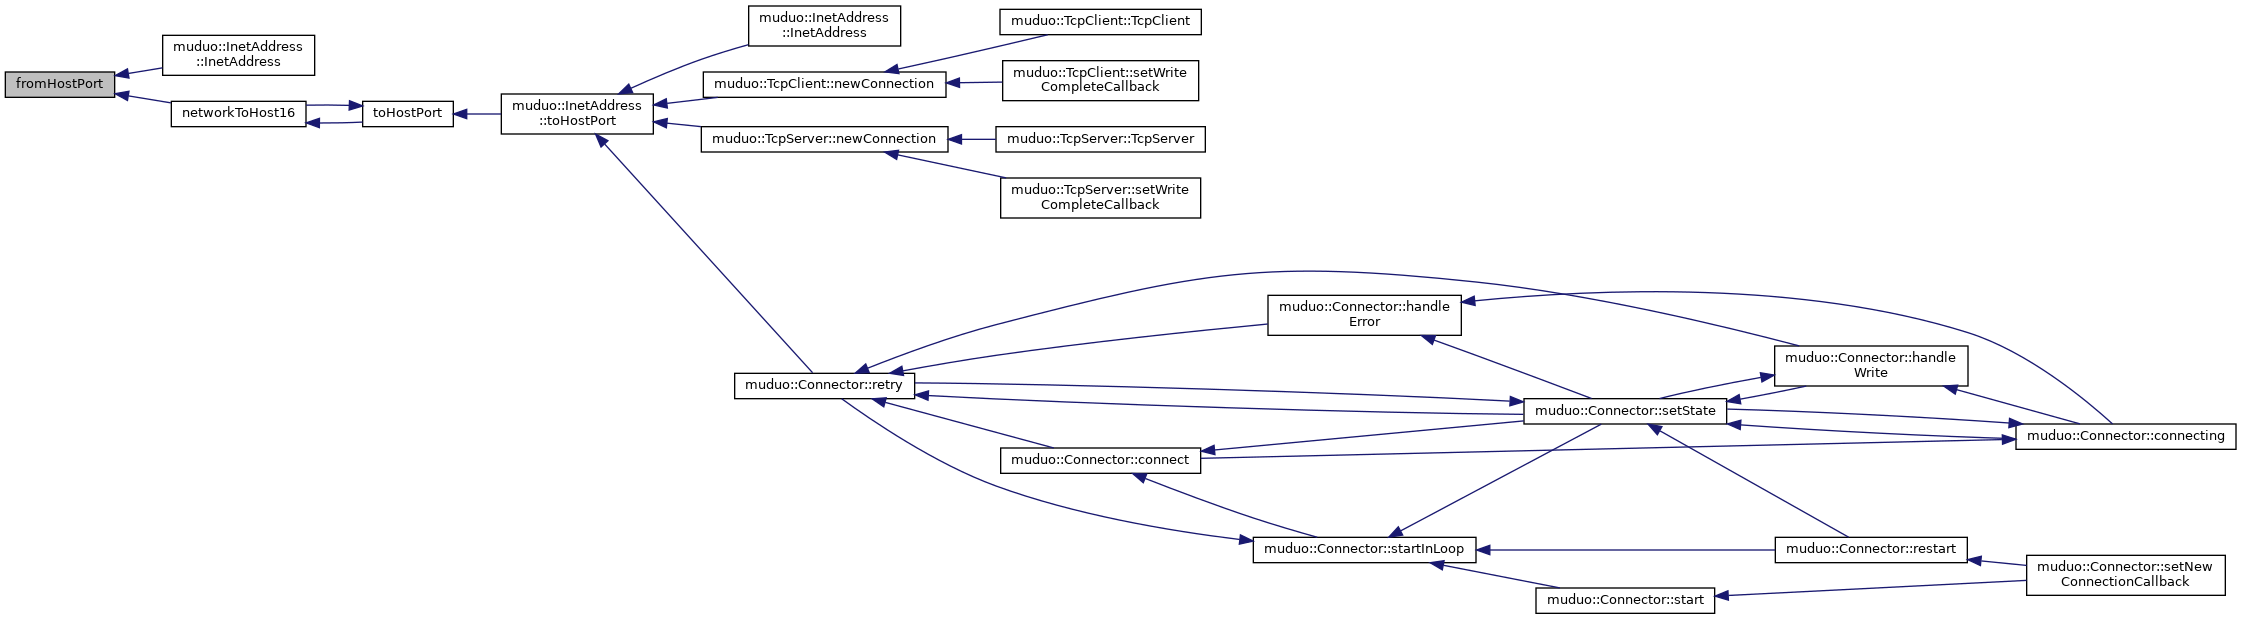 fromHostPort
muduo::InetAddress
::InetAddress
networkToHost16
toHostPort
muduo::InetAddress
::toHostPort
muduo::InetAddress
::InetAddress
muduo::TcpClient::newConnection
muduo::TcpServer::newConnection
muduo::TcpClient::TcpClient
muduo::TcpClient::setWrite
CompleteCallback
muduo::TcpServer::TcpServer
muduo::TcpServer::setWrite
CompleteCallback
muduo::Connector::retry
muduo::Connector::handle
Error
muduo::Connector::connect
muduo::Connector::startInLoop
muduo::Connector::setState
muduo::Connector::handle
Write
muduo::Connector::connecting
muduo::Connector::restart
muduo::Connector::start
muduo::Connector::setNew
ConnectionCallback